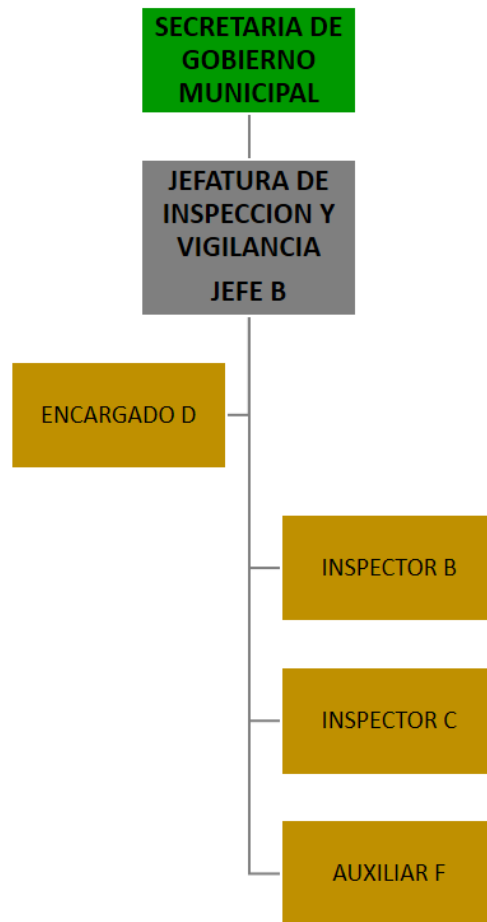 SECRETARIA DE
GOBIERNO
MUNICIPAL
JEFATURA DE
INSPECCION Y
VIGILANCIA
JEFE B
ENCARGADO D
INSPECTOR B
INSPECTOR C
AUXILIAR F